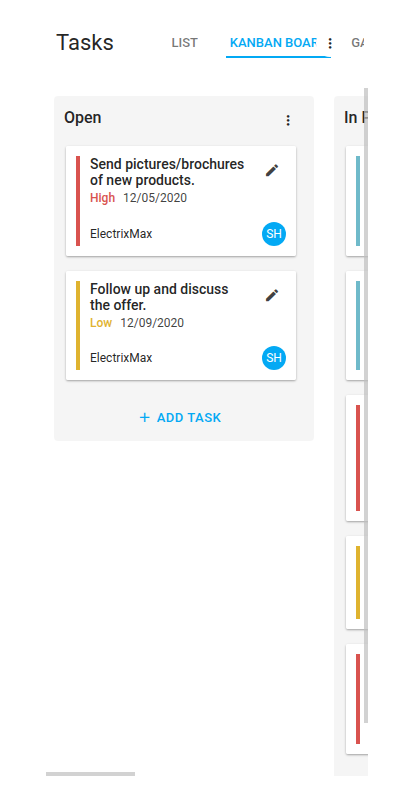 Tasks
LIST
KANBAN BOAR
GA
Open
Send pictures/brochures
of new products.
High 12/05/2020
ElectrixMax
SH
Follow up and discuss
the offer.
Low 12/09/2020
ElectrixMax
SH
+ ADD TASK
In